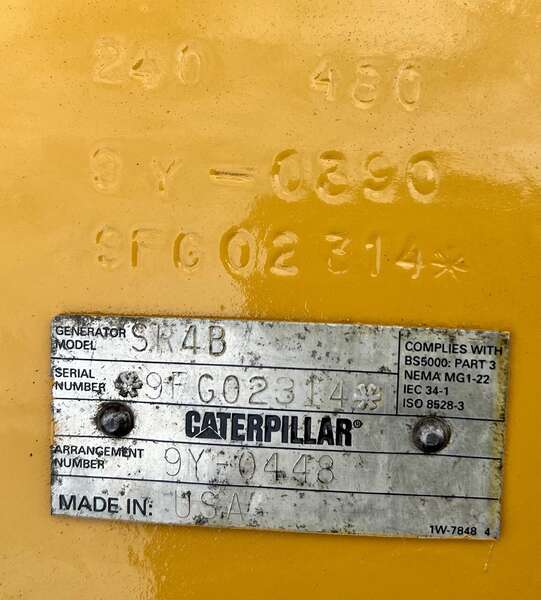 240 480
9Y-0390
9FG02314*
GENERATOR MODEL SR4B
SERIAL NUMBER *9FG02314*
COMPLIES WITH
BS5000: PART 3
NEMA MG1-22
IEC 34-1
ISO 8528-3
CATERPILLAR®
ARRANGEMENT NUMBER 9Y-0448
MADE IN: U.S.A
1W-7848 4